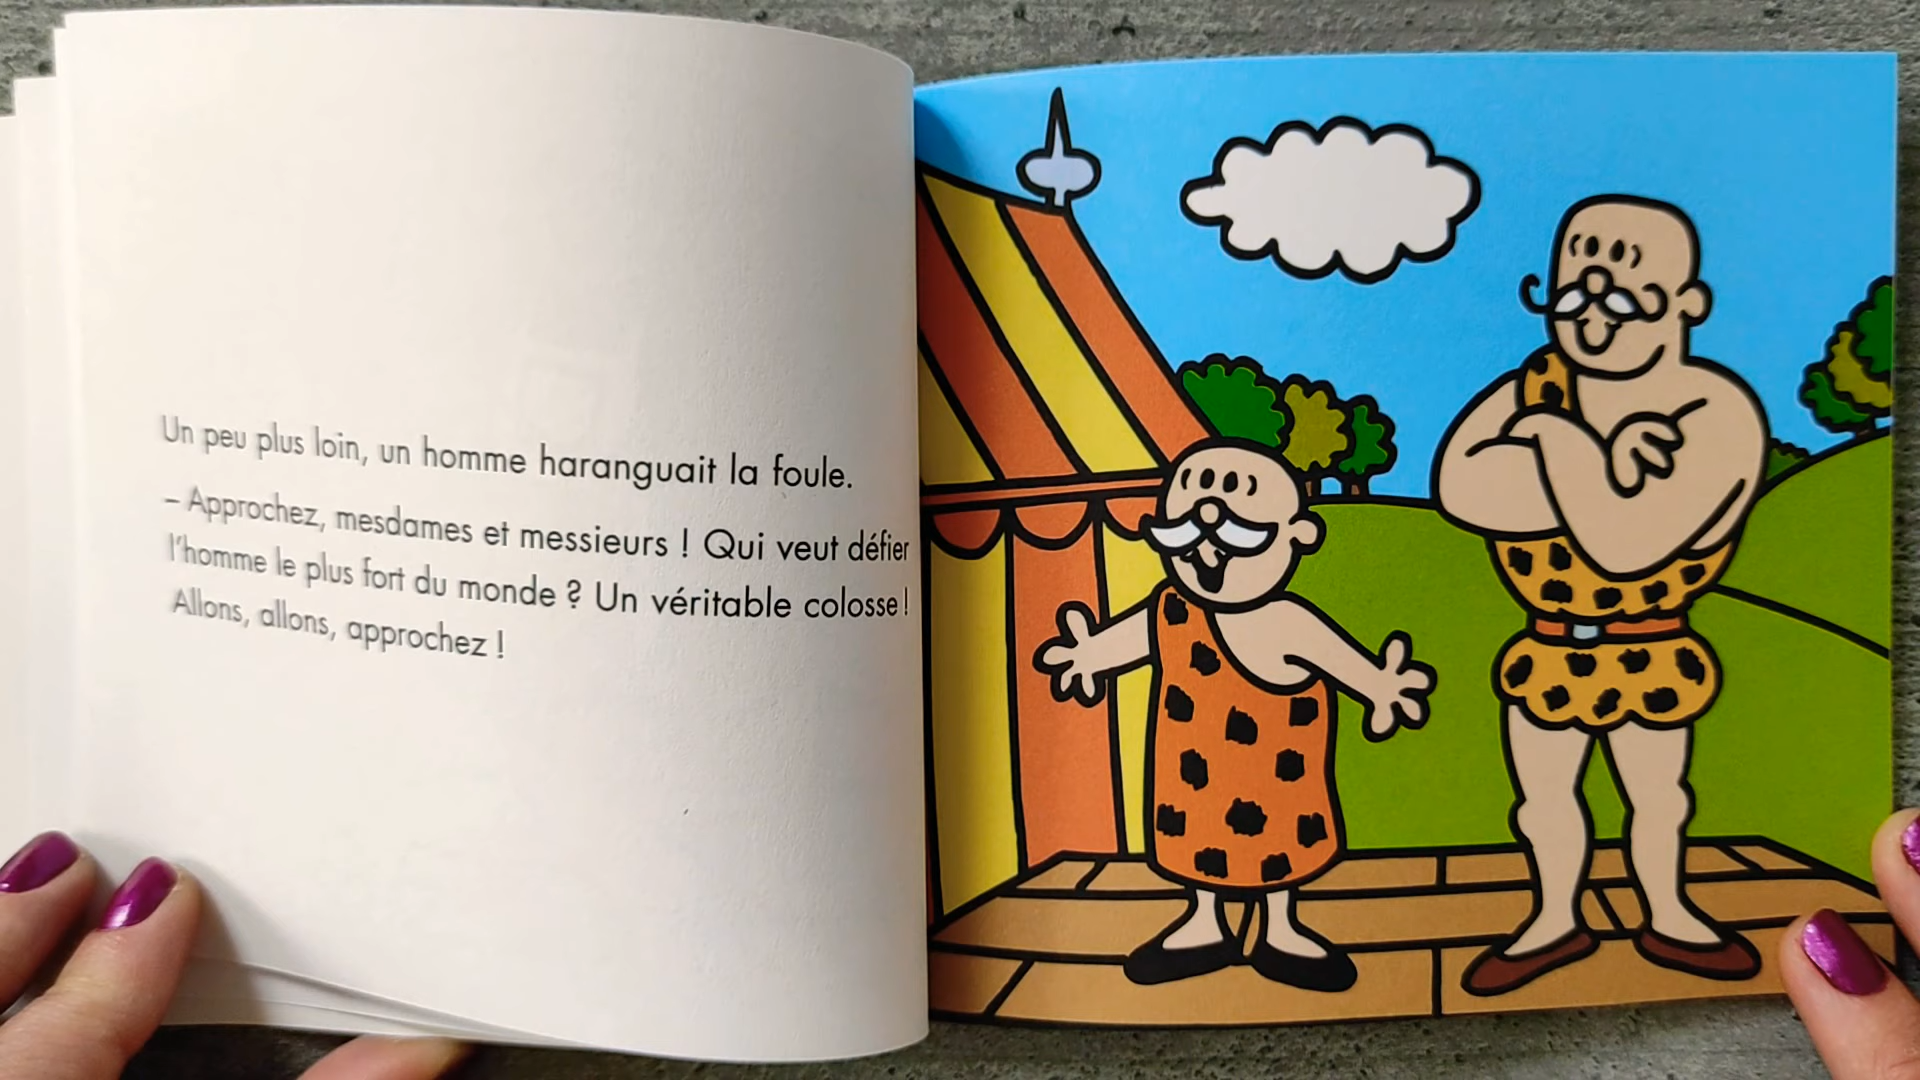 Un peu plus loin, un homme haranguait la foule.
– Approchez, mesdames et messieurs ! Qui veut défier
l'homme le plus fort du monde ? Un véritable colosse !
Allons, allons, approchez !